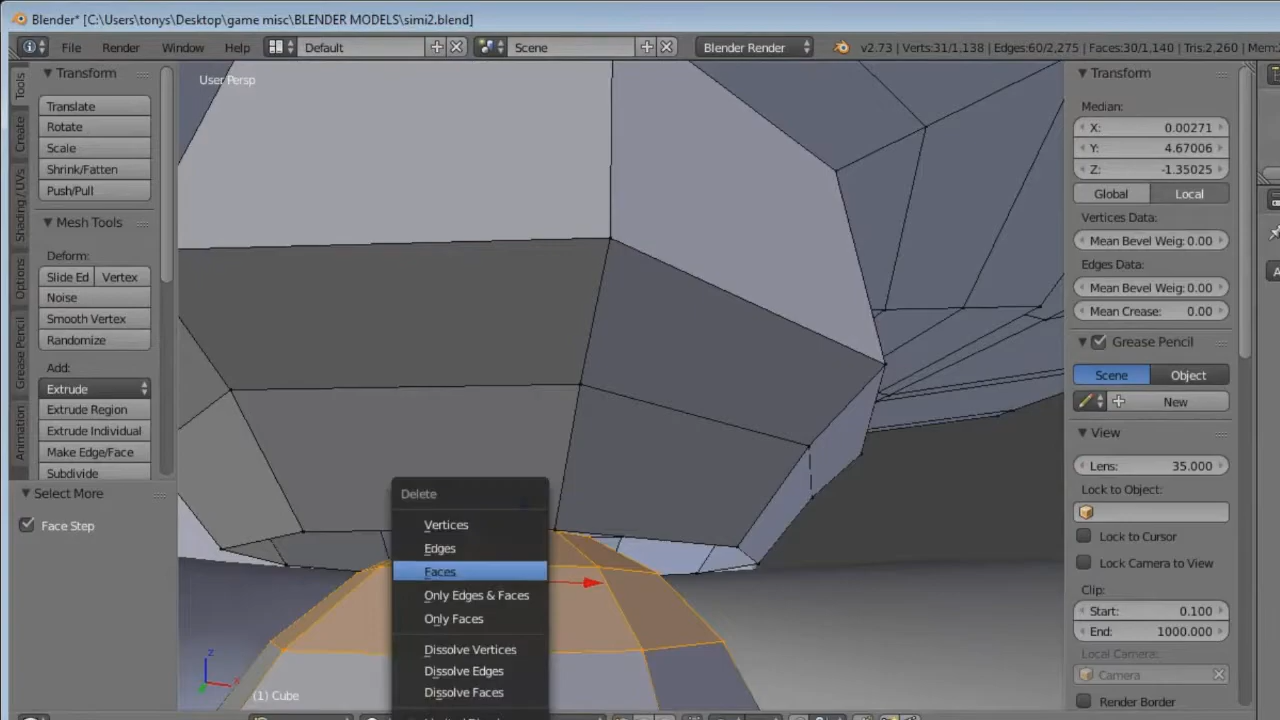 Blender* [C:\Users\tonys\Desktop\game misc\BLENDER MODELS\simi2.blend]
File Render Window Help Default Scene Blender Render v2.73 | Verts:31/1,138 | Edges:60/2,275 | Faces:30/1,140 | Tris:2,260 | Mem:
Tools
Create
Shading / UVs
Options
Grease Pencil
Animation
Transform
Translate
Rotate
Scale
Shrink/Fatten
Push/Pull
Mesh Tools
Deform:
Slide Ed Vertex
Noise
Smooth Vertex
Randomize
Add:
Extrude
Extrude Region
Extrude Individual
Make Edge/Face
Subdivide
Select More
Face Step
User Persp
Delete
Vertices
Edges
Faces
Only Edges & Faces
Only Faces
Dissolve Vertices
Dissolve Edges
Dissolve Faces
z
x
(1) Cube
Transform
Median:
X: 0.00271
Y: 4.67006
Z: -1.35025
Global Local
Vertices Data:
Mean Bevel Weig: 0.00
Edges Data:
Mean Bevel Weig: 0.00
Mean Crease: 0.00
Grease Pencil
Scene Object
New
View
Lens: 35.000
Lock to Object:
Lock to Cursor
Lock Camera to View
Clip:
Start: 0.100
End: 1000.000
Local Camera:
Camera
Render Border